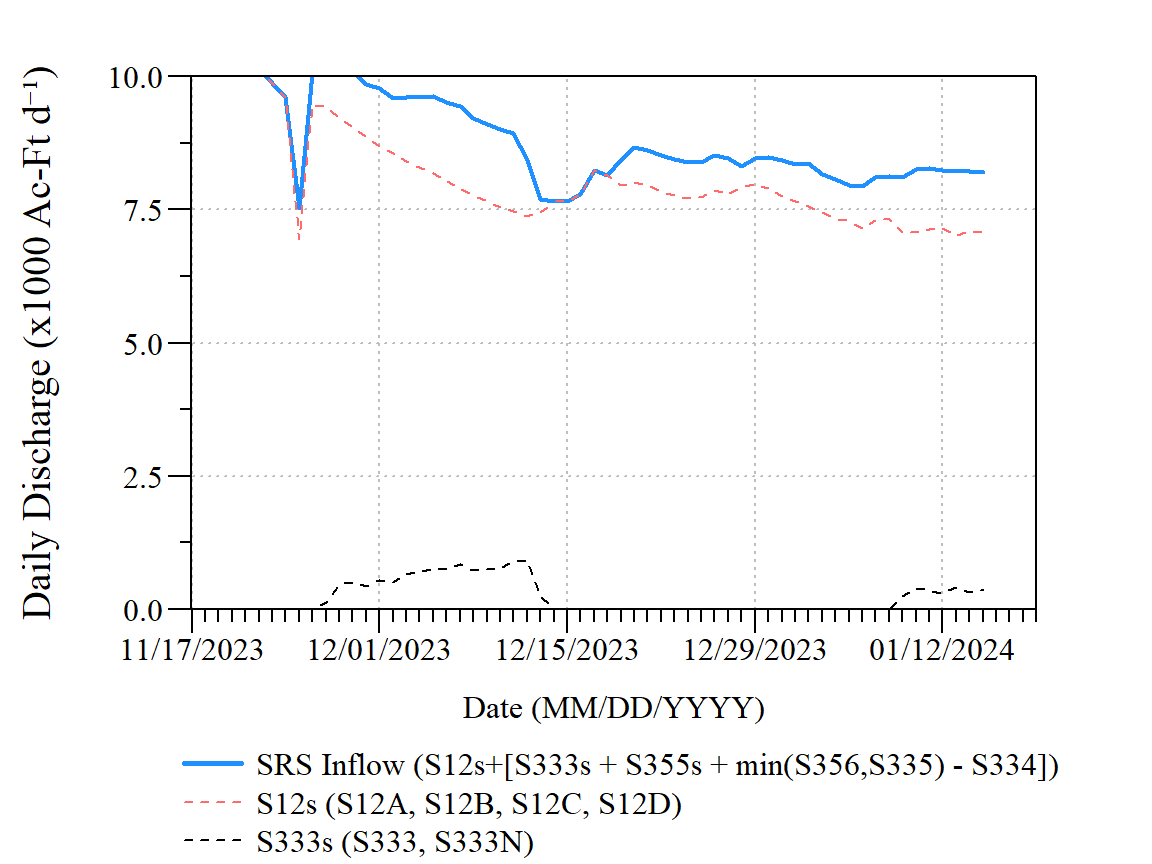 Daily Discharge (x1000 Ac-Ft d⁻¹)
10.0
7.5
5.0
2.5
0.0
11/17/2023 12/01/2023 12/15/2023 12/29/2023 01/12/2024
Date (MM/DD/YYYY)
SRS Inflow (S12s+[S333s + S355s + min(S356,S335) - S334])
S12s (S12A, S12B, S12C, S12D)
S333s (S333, S333N)